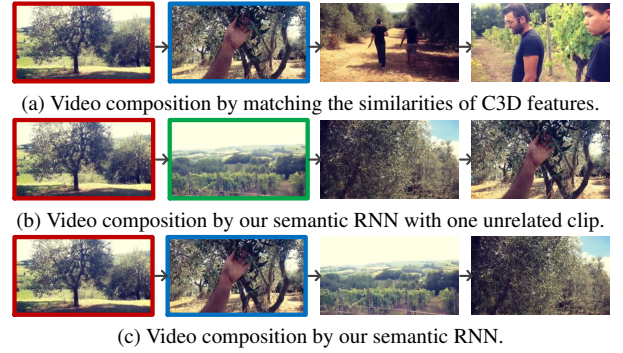 (a) Video composition by matching the similarities of C3D features.
(b) Video composition by our semantic RNN with one unrelated clip.
(c) Video composition by our semantic RNN.